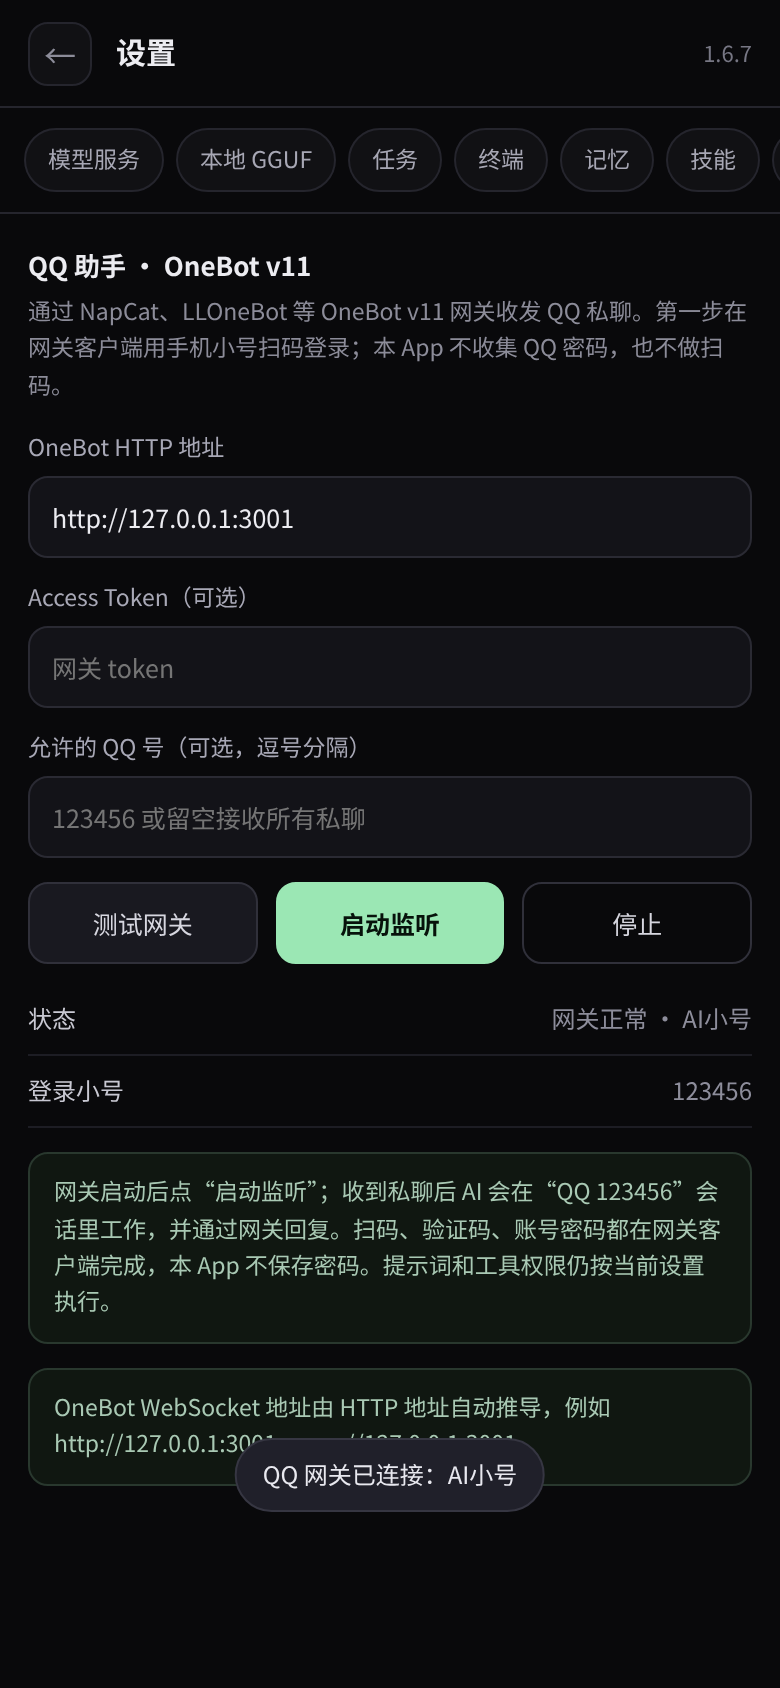 ←
设置
1.6.7
模型服务
本地 GGUF
任务
终端
记忆
技能
QQ 助手 · OneBot v11
通过 NapCat、LLOneBot 等 OneBot v11 网关收发 QQ 私聊。第一步在
网关客户端用手机小号扫码登录；本 App 不收集 QQ 密码，也不做扫
码。
OneBot HTTP 地址
http://127.0.0.1:3001
Access Token（可选）
网关 token
允许的 QQ 号（可选，逗号分隔）
123456 或留空接收所有私聊
测试网关
启动监听
停止
状态
网关正常 · AI小号
登录小号
123456
网关启动后点“启动监听”；收到私聊后 AI 会在“QQ 123456”会
话里工作，并通过网关回复。扫码、验证码、账号密码都在网关客
户端完成，本 App 不保存密码。提示词和工具权限仍按当前设置
执行。
OneBot WebSocket 地址由 HTTP 地址自动推导，例如
http://127.0.0.1:3001
QQ 网关已连接：AI小号